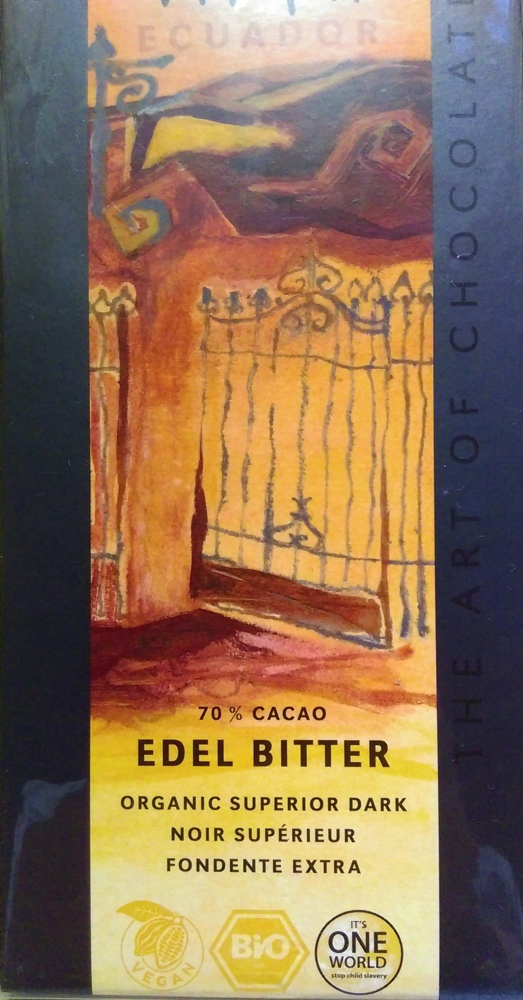 ECUADOR
THE ART OF CHOCOLAT
70 % CACAO
EDEL BITTER
ORGANIC SUPERIOR DARK
NOIR SUPÉRIEUR
FONDENTE EXTRA
VEGAN
BiO
IT'S
ONE
WORLD
stop child slavery